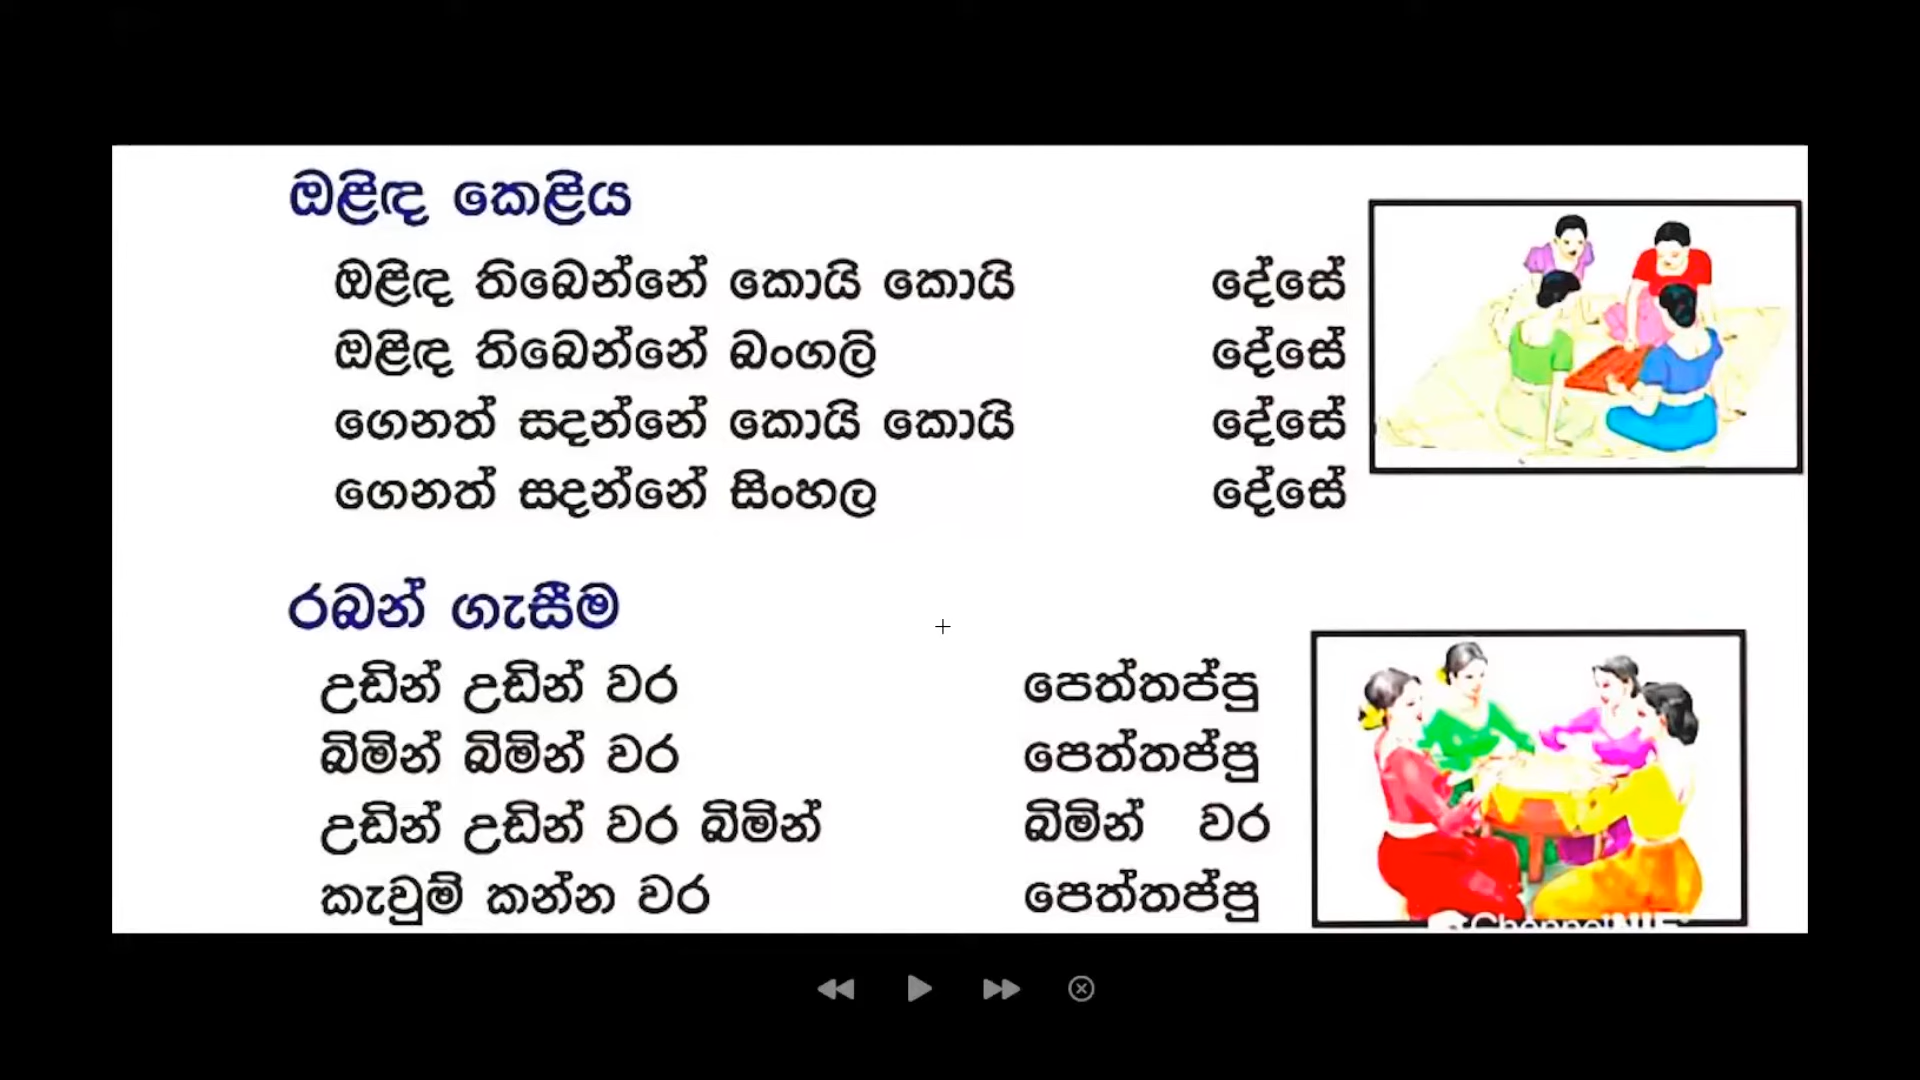 ඔළිඳ කෙළිය
ඔළිඳ තිබෙන්නේ කොයි කොයි දේසේ
ඔළිඳ තිබෙන්නේ බංගලි දේසේ
ගෙනත් සදන්නේ කොයි කොයි දේසේ
ගෙනත් සදන්නේ සිංහල දේසේ
රබන් ගැසීම
උඩින් උඩින් වර පෙත්තප්පු
බිමින් බිමින් වර පෙත්තප්පු
උඩින් උඩින් වර බිමින් බිමින් වර
කැවුම් කන්න වර පෙත්තප්පු